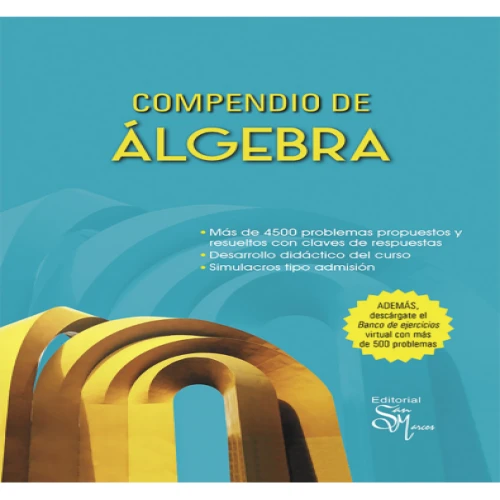 COMPENDIO DE
ÁLGEBRA
• Más de 4500 problemas propuestos y
resueltos con claves de respuestas
• Desarrollo didáctico del curso
• Simulacros tipo admisión
ADEMÁS,
descárgate el
Banco de ejercicios
virtual con más
de 500 problemas
Editorial
San
Marcos